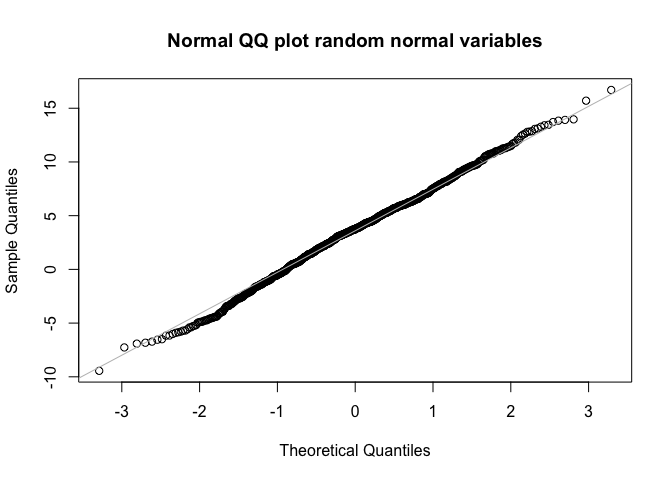 Normal QQ plot random normal variables
Sample Quantiles
15
10
5
0
-5
-10
-3 -2 -1 0 1 2 3
Theoretical Quantiles